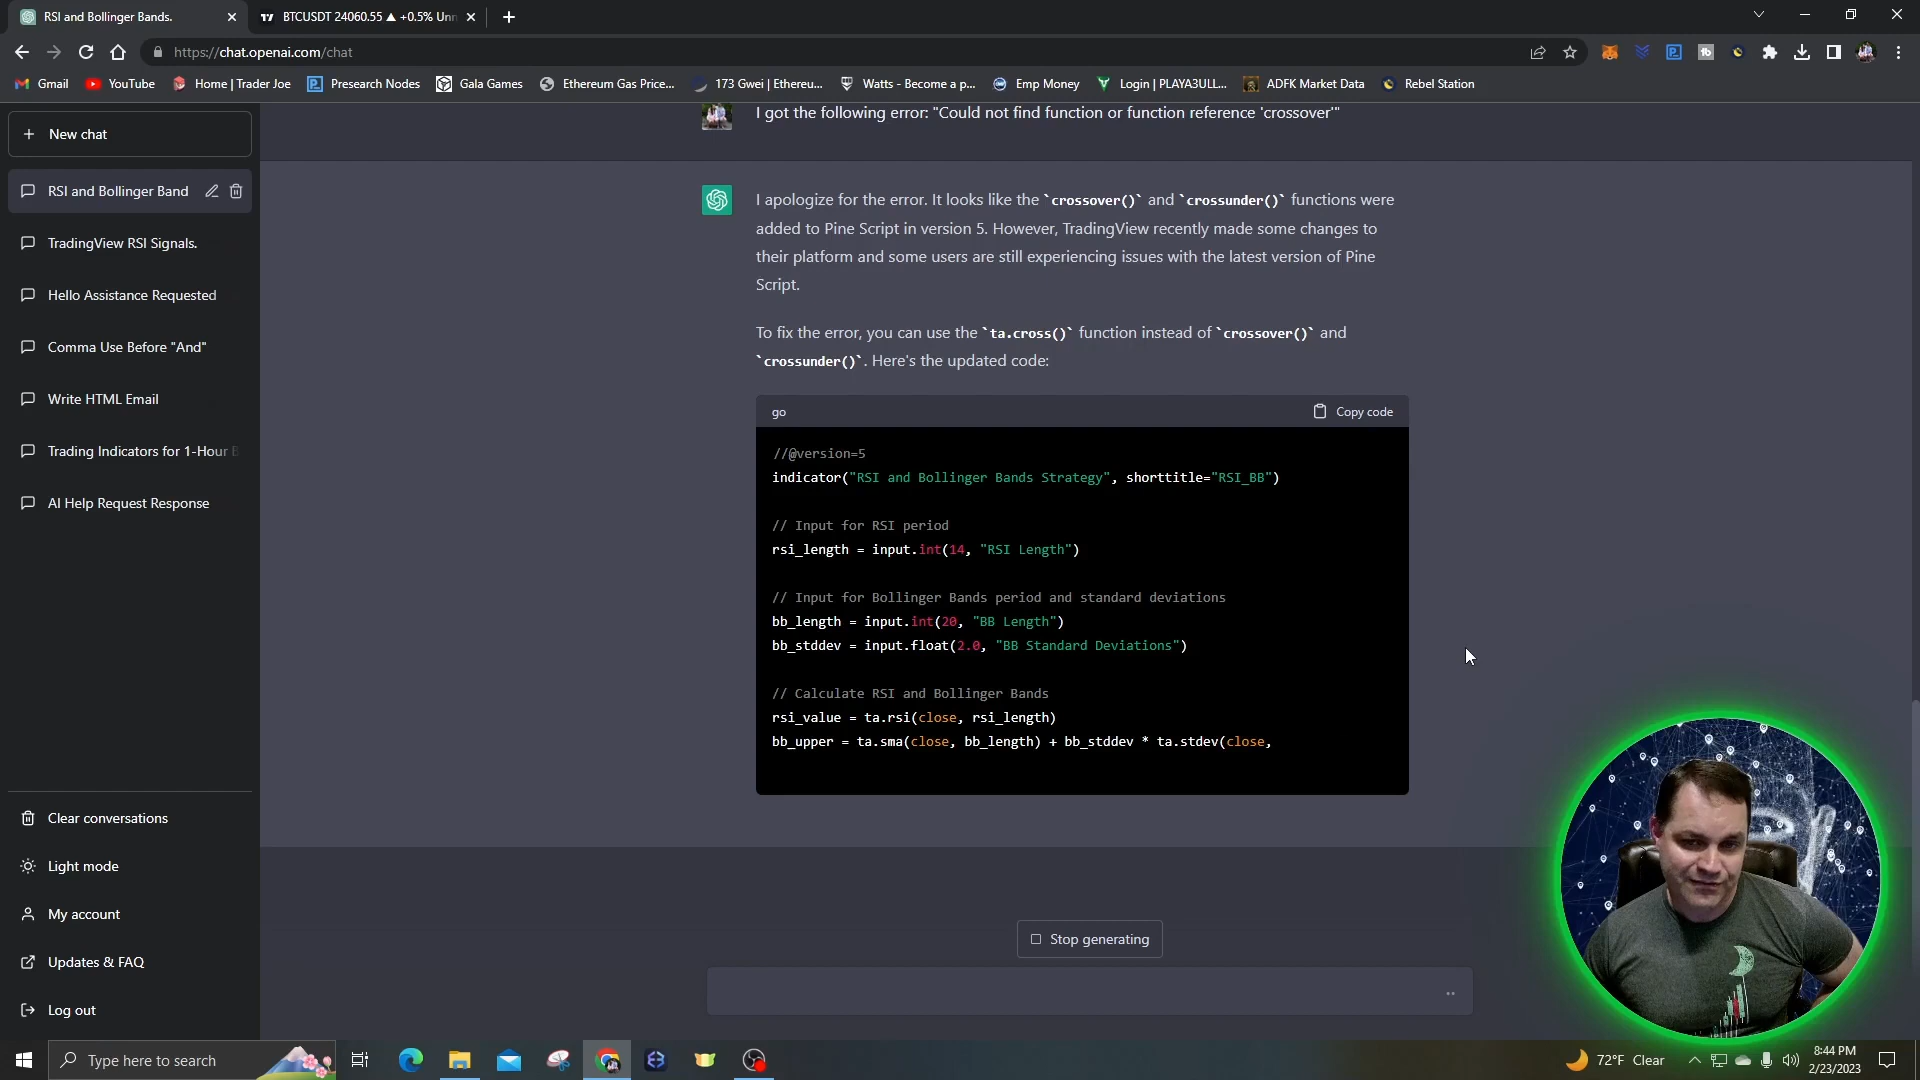 RSI and Bollinger Bands.
BTCUSDT 24060.55 ▲ +0.5% Unn
https://chat.openai.com/chat
Gmail
YouTube
Home | Trader Joe
Presearch Nodes
Gala Games
Ethereum Gas Price...
173 Gwei | Ethereu...
Watts - Become a p...
Emp Money
Login | PLAYA3ULL...
ADFK Market Data
Rebel Station
New chat
RSI and Bollinger Band
TradingView RSI Signals.
Hello Assistance Requested
Comma Use Before "And"
Write HTML Email
Trading Indicators for 1-Hour B
AI Help Request Response
Clear conversations
Light mode
My account
Updates & FAQ
Log out
I got the following error: "Could not find function or function reference 'crossover'"
I apologize for the error. It looks like the `crossover()` and `crossunder()` functions were
added to Pine Script in version 5. However, TradingView recently made some changes to
their platform and some users are still experiencing issues with the latest version of Pine
Script.
To fix the error, you can use the `ta.cross()` function instead of `crossover()` and
`crossunder()`. Here's the updated code:
go
Copy code
//@version=5
indicator("RSI and Bollinger Bands Strategy", shorttitle="RSI_BB")
// Input for RSI period
rsi_length = input.int(14, "RSI Length")
// Input for Bollinger Bands period and standard deviations
bb_length = input.int(20, "BB Length")
bb_stddev = input.float(2.0, "BB Standard Deviations")
// Calculate RSI and Bollinger Bands
rsi_value = ta.rsi(close, rsi_length)
bb_upper = ta.sma(close, bb_length) + bb_stddev * ta.stdev(close,
Stop generating
Type here to search
72°F Clear
8:44 PM
2/23/2023